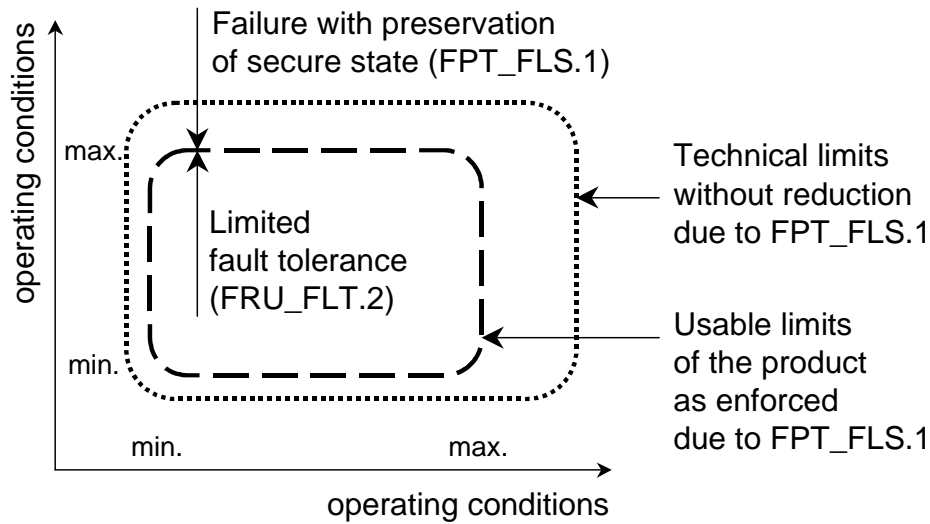 Failure with preservation
of secure state (FPT_FLS.1)
operating conditions
max.
Technical limits
without reduction
due to FPT_FLS.1
Limited
fault tolerance
(FRU_FLT.2)
Usable limits
of the product
as enforced
due to FPT_FLS.1
min.
min.
max.
operating conditions